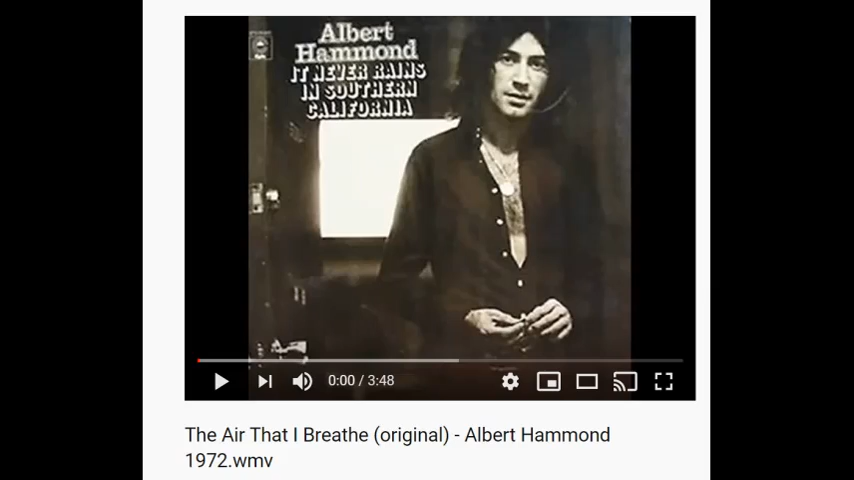 Albert
Hammond
IT NEVER RAINS
IN SOUTHERN
CALIFORNIA
0:00 / 3:48
The Air That I Breathe (original) - Albert Hammond
1972.wmv